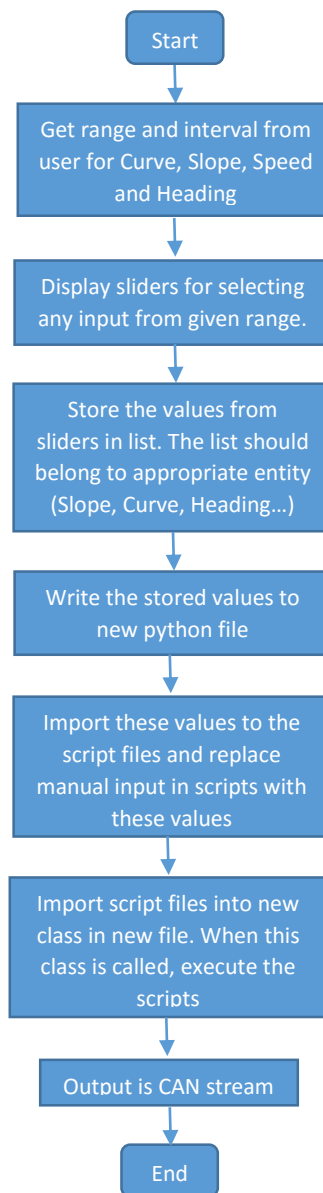 Start
Get range and interval from
user for Curve, Slope, Speed
and Heading
Display sliders for selecting
any input from given range.
Store the values from
sliders in list. The list should
belong to appropriate entity
(Slope, Curve, Heading…)
Write the stored values to
new python file
Import these values to the
script files and replace
manual input in scripts with
these values
Import script files into new
class in new file. When this
class is called, execute the
scripts
Output is CAN stream
End